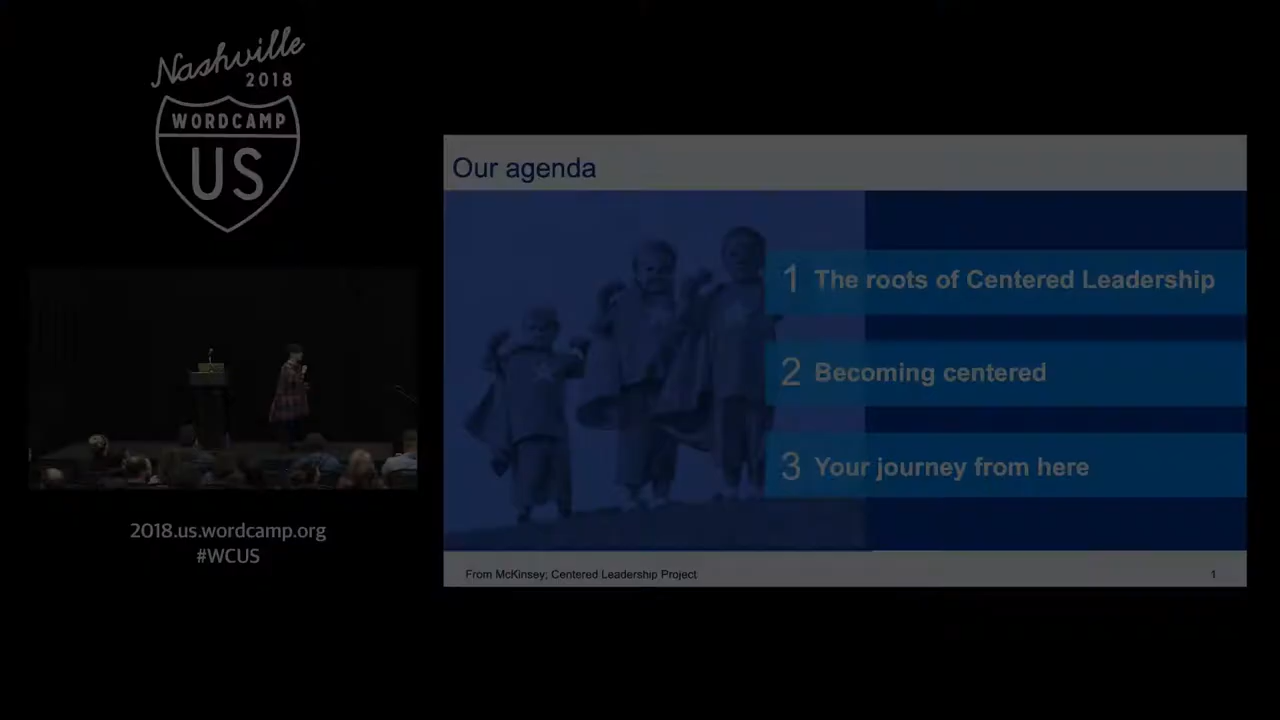 Nashville
2018
WORDCAMP
US
2018.us.wordcamp.org
#WCUS
Our agenda
1 The roots of Centered Leadership
2 Becoming centered
3 Your journey from here
From McKinsey; Centered Leadership Project
1